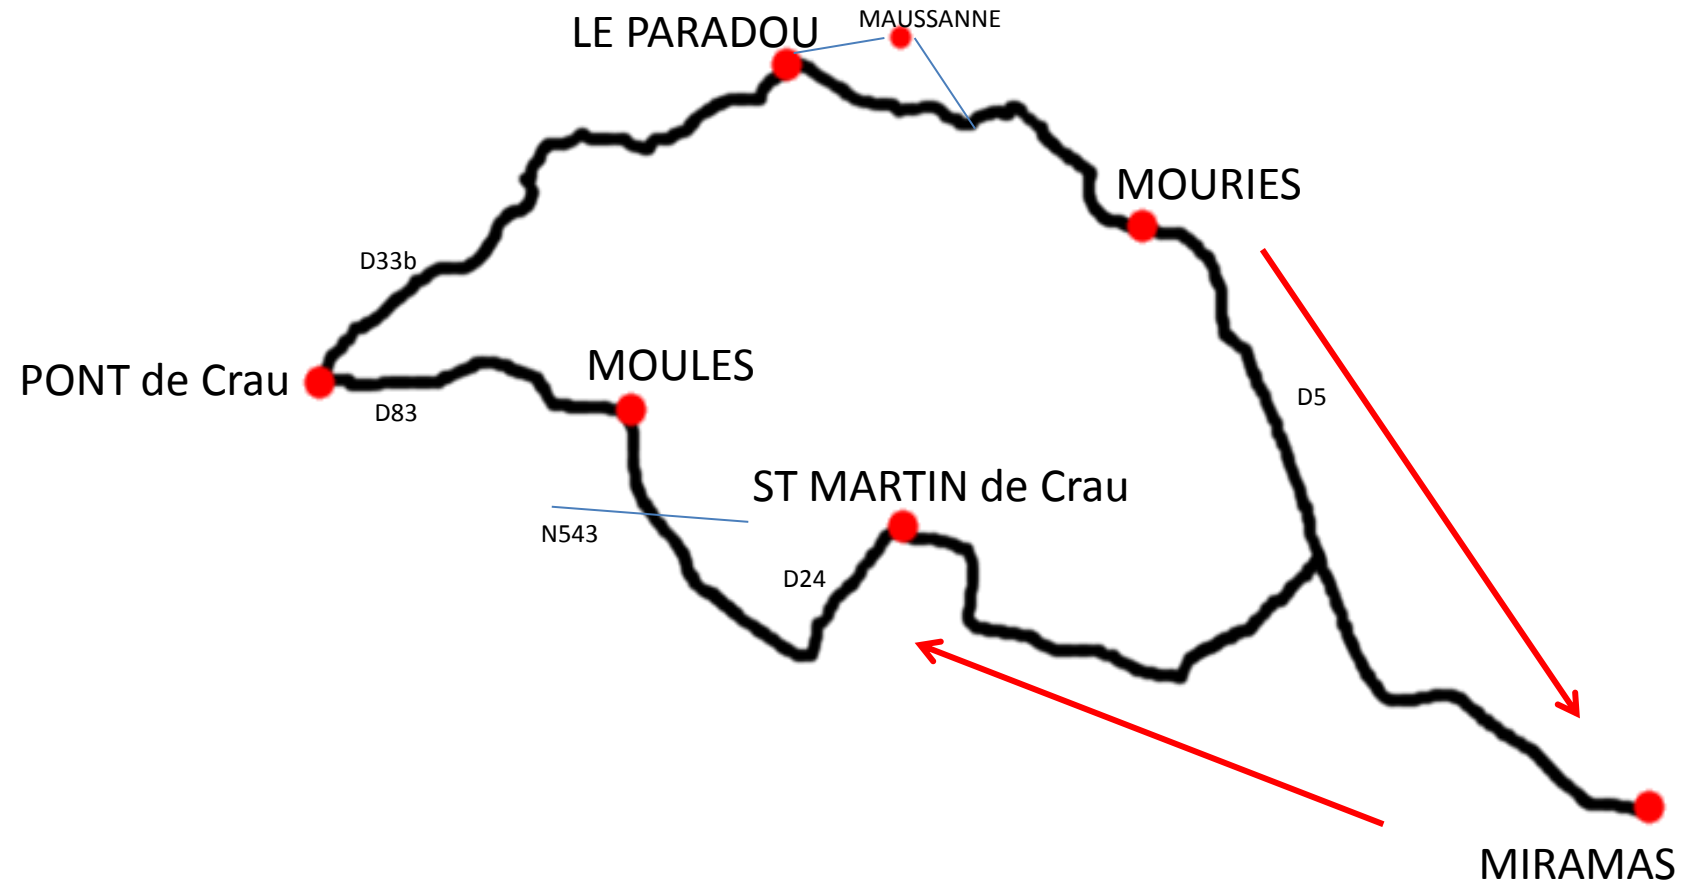 MAUSSANNE
LE PARADOU
MOURIES
D33b
MOULES
PONT de Crau
D5
D83
ST MARTIN de Crau
N543
D24
MIRAMAS